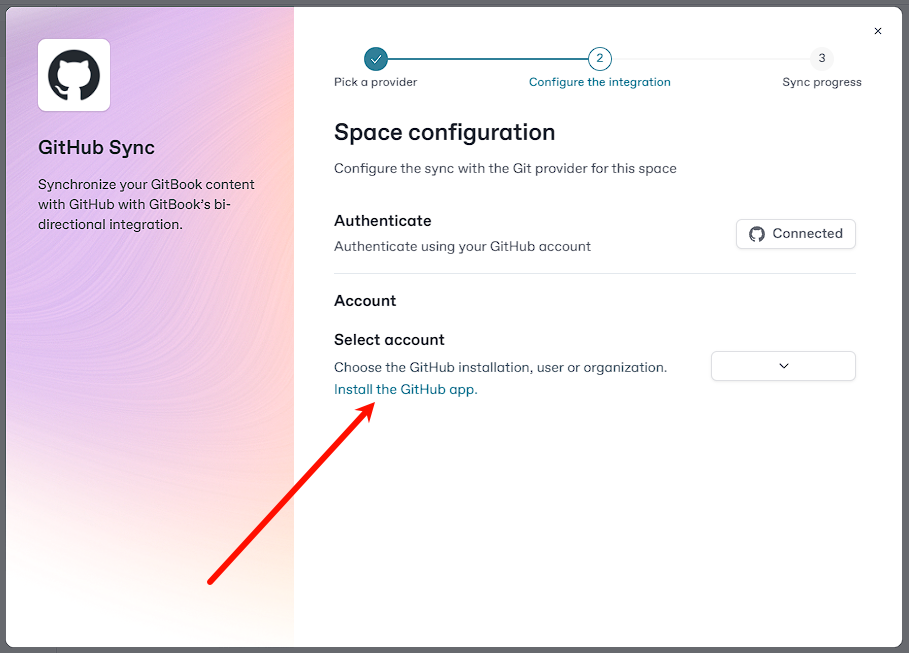 GitHub Sync
Synchronize your GitBook content
with GitHub with GitBook's bi-
directional integration.
2
3
Pick a provider
Configure the integration
Sync progress
Space configuration
Configure the sync with the Git provider for this space
Authenticate
Authenticate using your GitHub account
Connected
Account
Select account
Choose the GitHub installation, user or organization.
Install the GitHub app.